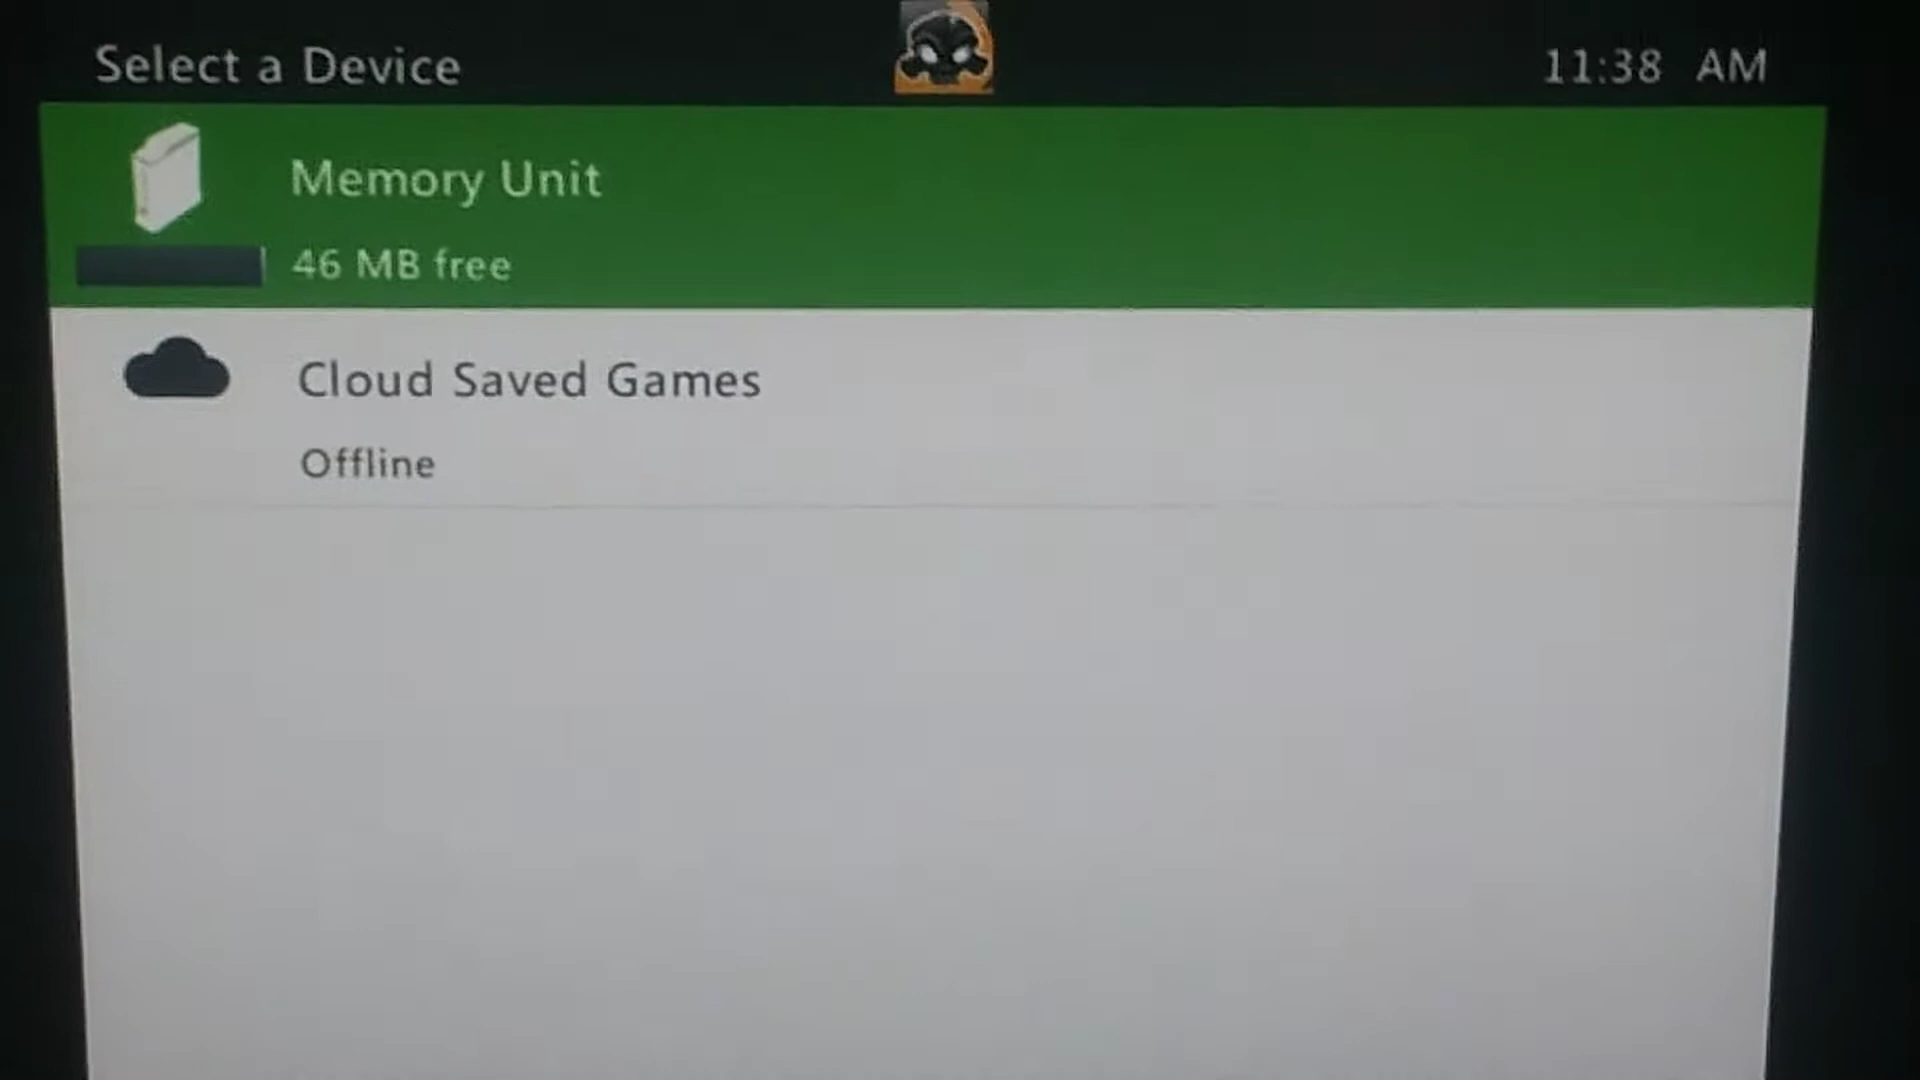 Select a Device
11:38 AM
Memory Unit
46 MB free
Cloud Saved Games
Offline